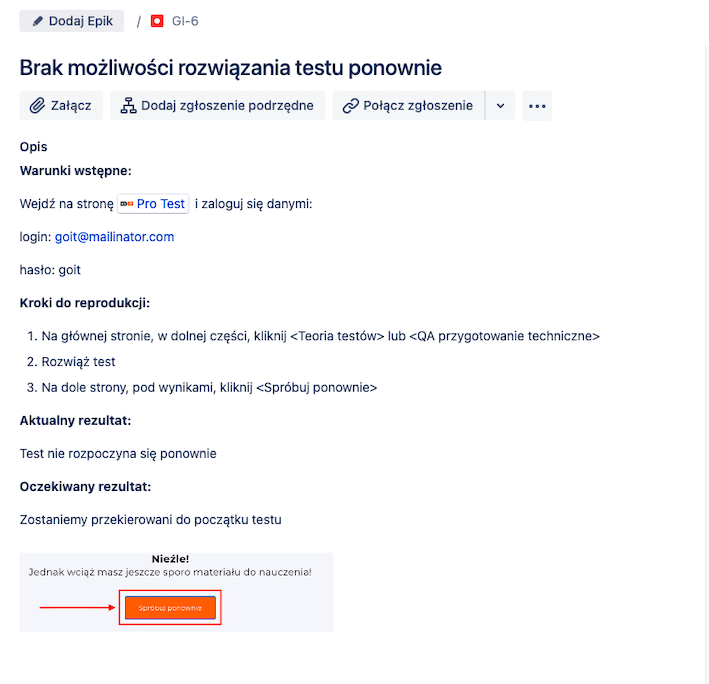 Dodaj Epik / GI-6
Brak możliwości rozwiązania testu ponownie
Załącz Dodaj zgłoszenie podrzędne Połącz zgłoszenie
Opis
Warunki wstępne:
Wejdź na stronę Pro Test i zaloguj się danymi:
login: goit@mailinator.com
hasło: goit
Kroki do reprodukcji:
1. Na głównej stronie, w dolnej części, kliknij <Teoria testów> lub <QA przygotowanie techniczne>
2. Rozwiąż test
3. Na dole strony, pod wynikami, kliknij <Spróbuj ponownie>
Aktualny rezultat:
Test nie rozpoczyna się ponownie
Oczekiwany rezultat:
Zostaniemy przekierowani do początku testu
Nieźle!
Jednak wciąż masz jeszcze sporo materiału do nauczenia!
Spróbuj ponownie